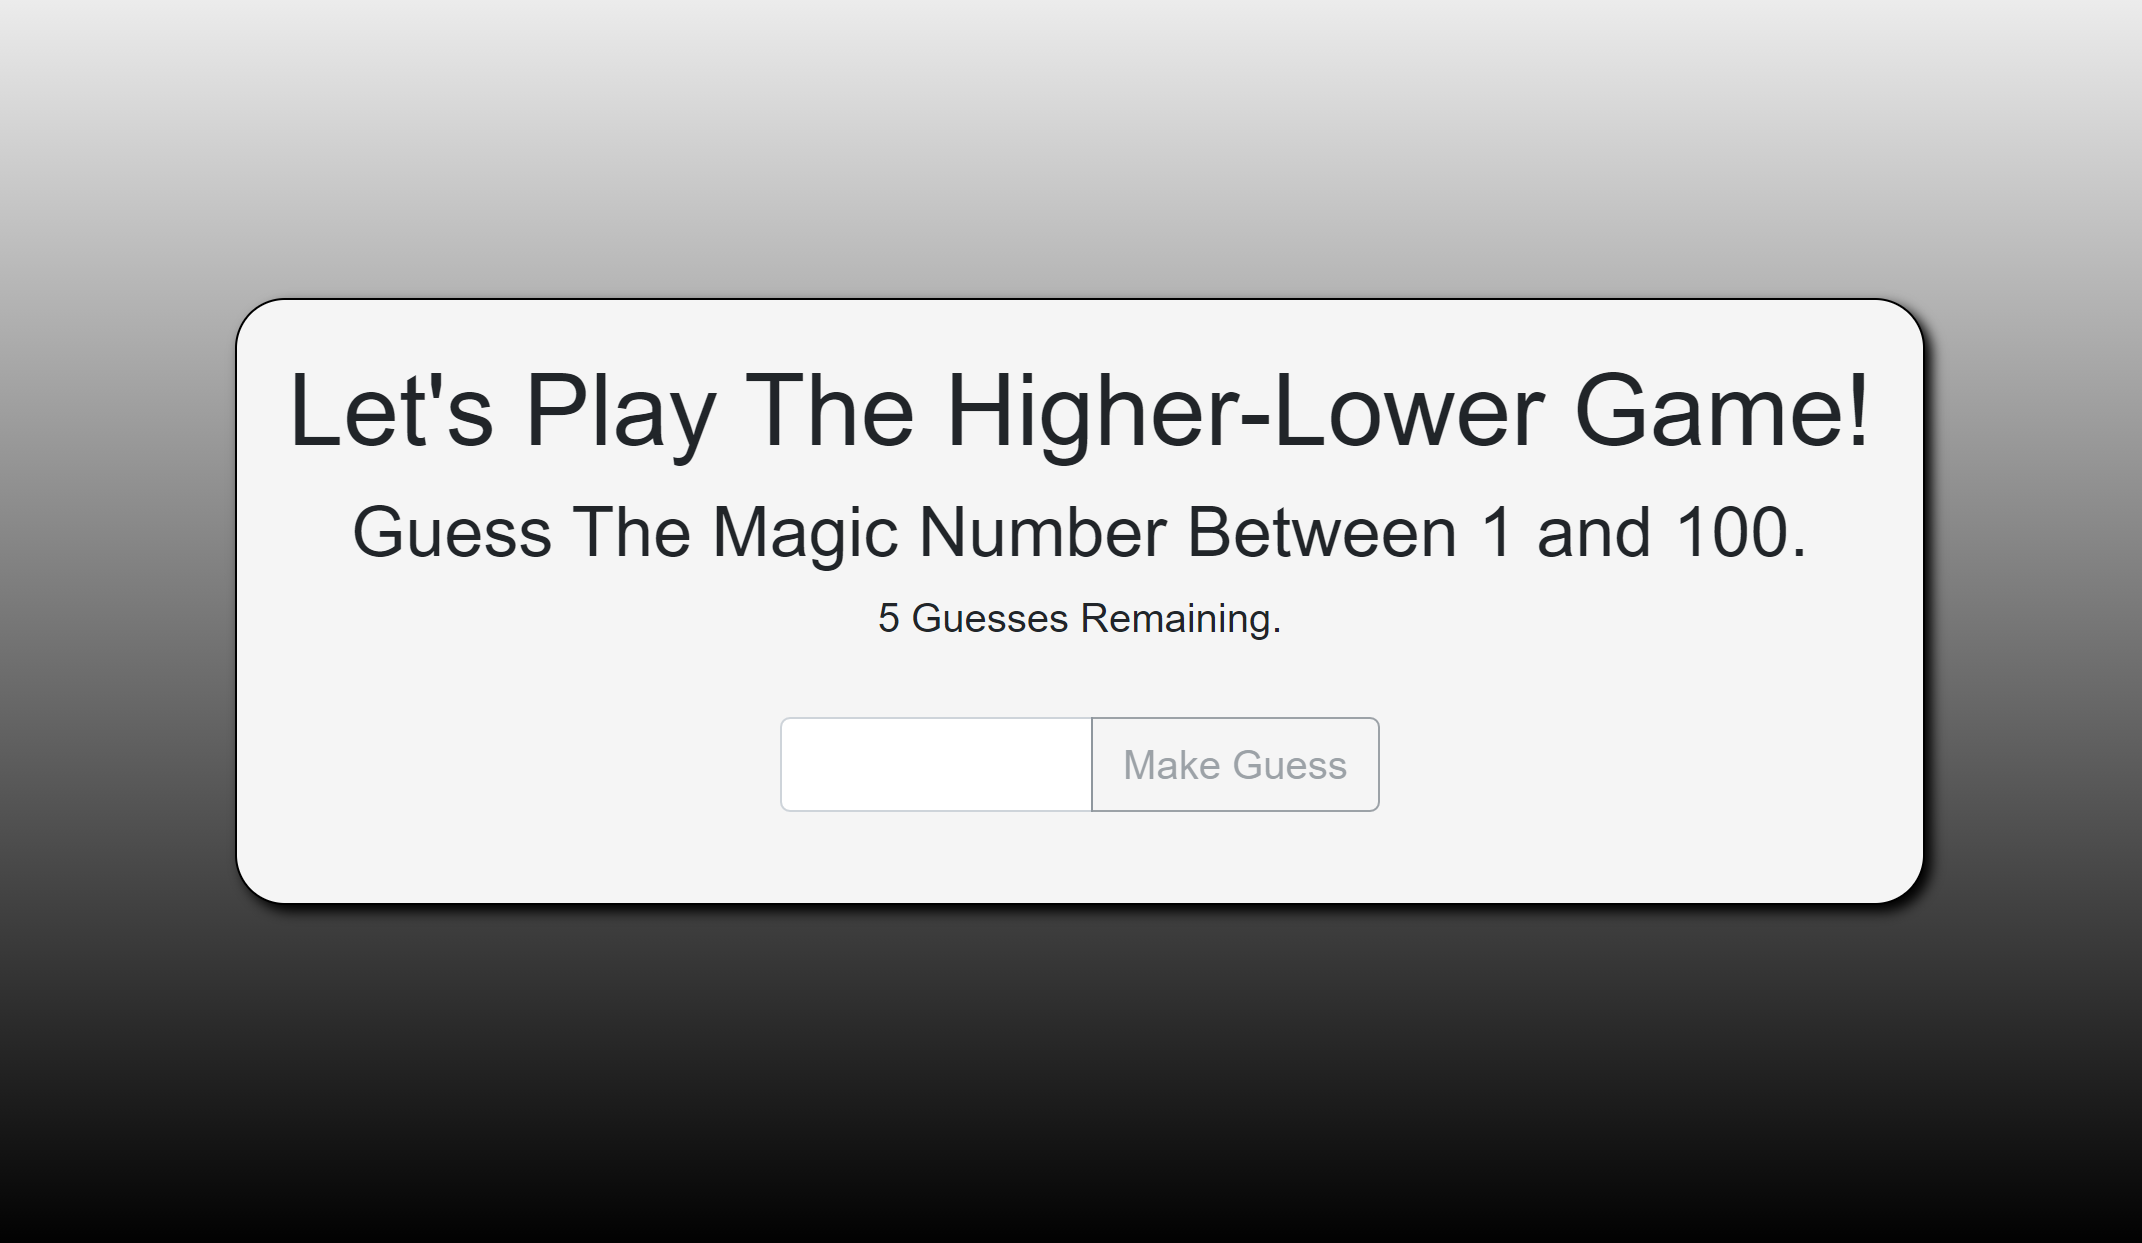 Let's Play The Higher-Lower Game!
Guess The Magic Number Between 1 and 100.
5 Guesses Remaining.
Make Guess